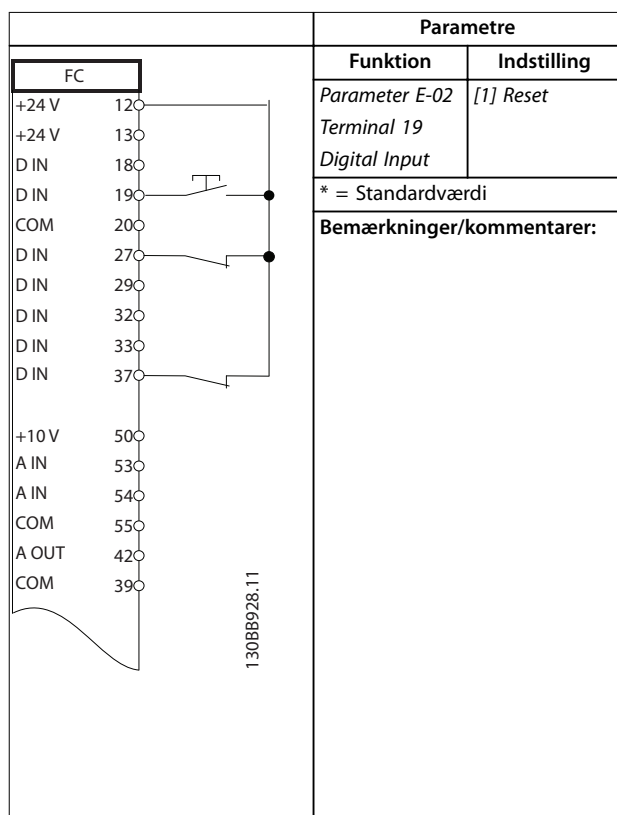 Parametre
Funktion Indstilling
Parameter E-02 [1] Reset
Terminal 19
Digital Input
* = Standardværdi
Bemærkninger/kommentarer:
FC
+24 V 12
+24 V 13
D IN 18
D IN 19
COM 20
D IN 27
D IN 29
D IN 32
D IN 33
D IN 37
+10 V 50
A IN 53
A IN 54
COM 55
A OUT 42
COM 39
130BB928.11